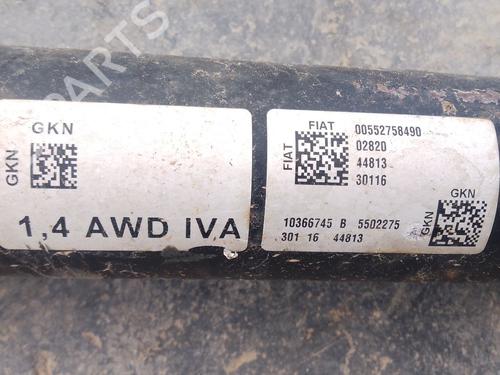 GKN
GKN
1,4 AWD IVA
FIAT
FIAT
00552758490
02820
44813
30116
GKN
GKN
10366745 B 5502275
301 16 44813
B-PARTS